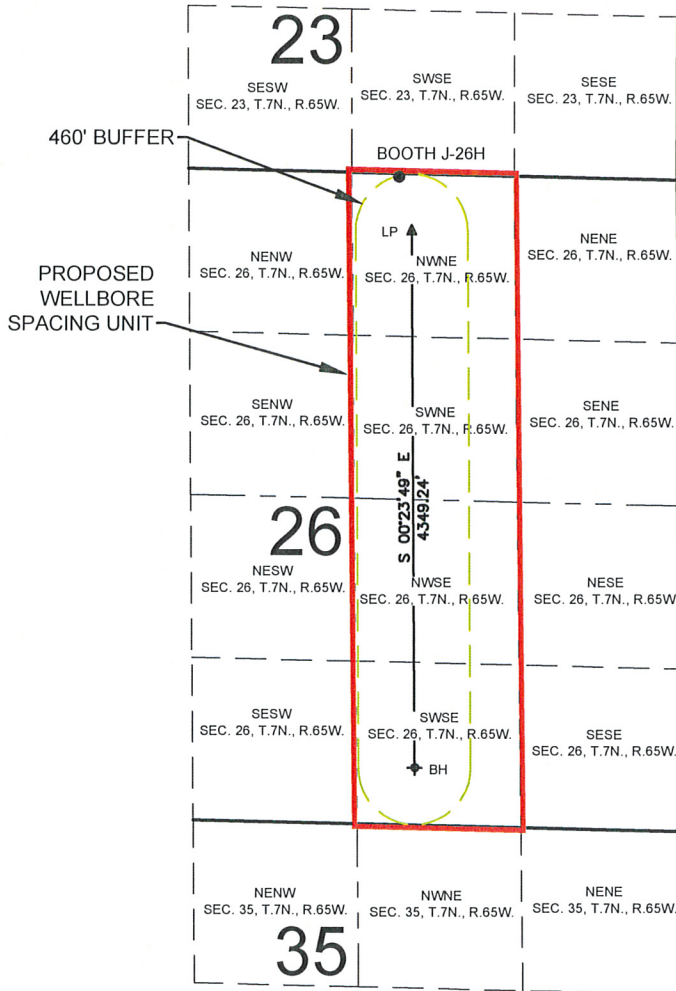 23
SESW
SEC. 23, T.7N., R.65W.
SWSE
SEC. 23, T.7N., R.65W.
SESE
SEC. 23, T.7N., R.65W.
460' BUFFER
BOOTH J-26H
LP
NENW
SEC. 26, T.7N., R.65W.
NWNE
SEC. 26, T.7N., R.65W.
NENE
SEC. 26, T.7N., R.65W.
PROPOSED
WELLBORE
SPACING UNIT
SENW
SEC. 26, T.7N., R.65W.
SWNE
SEC. 26, T.7N., R.65W.
SENE
SEC. 26, T.7N., R.65W.
S 00°23'49" E
4349.24'
26
NESW
SEC. 26, T.7N., R.65W.
NWSE
SEC. 26, T.7N., R.65W.
NESE
SEC. 26, T.7N., R.65W
SESW
SEC. 26, T.7N., R.65W.
SWSE
SEC. 26, T.7N., R.65W.
SESE
SEC. 26, T.7N., R.65W
BH
NENW
SEC. 35, T.7N., R.65W.
NWNE
SEC. 35, T.7N., R.65W.
NENE
SEC. 35, T.7N., R.65W
35